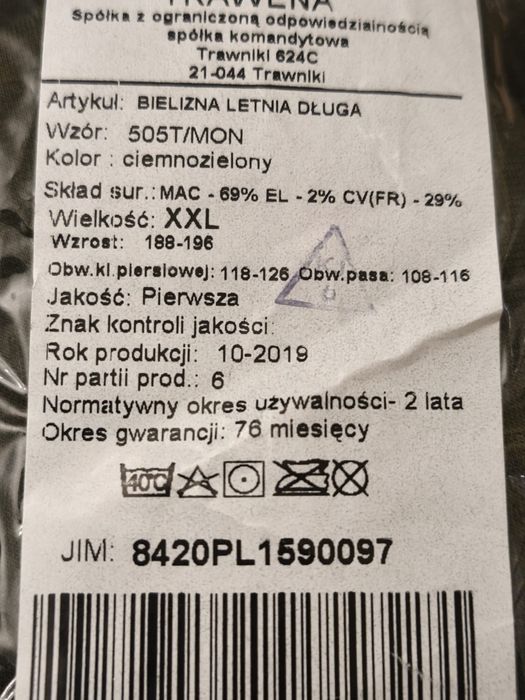 TRAWENA
Spółka z ograniczoną odpowiedzialnością
spółka komandytowa
Trawniki 624C
21-044 Trawniki
Artykuł: BIELIZNA LETNIA DŁUGA
Wzór: 505T/MON
Kolor : ciemnozielony
Skład sur.: MAC - 69% EL - 2% CV(FR) - 29%
Wielkość: XXL
Wzrost: 188-196
Obw.kl.piersiowej: 118-126 Obw.pasa: 108-116
Jakość: Pierwsza
Znak kontroli jakości:
Rok produkcji: 10-2019
Nr partii prod.: 6
Normatywny okres używalności- 2 lata
Okres gwarancji: 76 miesięcy
40°C
JIM: 8420PL1590097